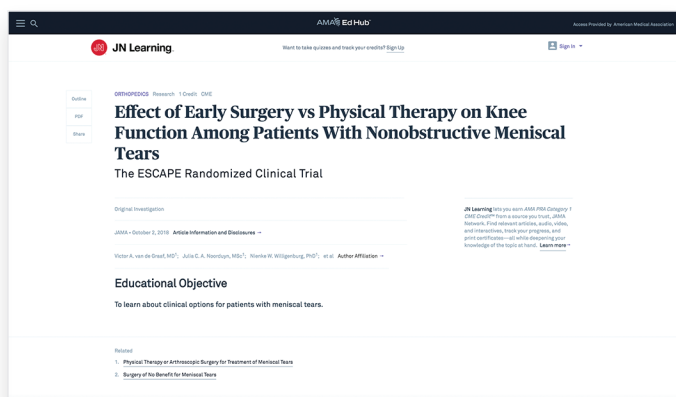 AMA Ed Hub
Access Provided by American Medical Association
JN JN Learning
Want to take quizzes and track your credits? Sign Up
Sign In
Outline
PDF
Share
ORTHOPEDICS Research 1 Credit CME
Effect of Early Surgery vs Physical Therapy on Knee
Function Among Patients With Nonobstructive Meniscal
Tears
The ESCAPE Randomized Clinical Trial
Original Investigation
JAMA • October 2, 2018 Article Information and Disclosures →
Victor A. van de Graaf, MD1; Julia C. A. Noorduyn, MSc1; Nienke W. Willigenburg, PhD1; et al Author Affiliation →
JN Learning lets you earn AMA PRA Category 1
CME Credit™ from a source you trust, JAMA
Network. Find relevant articles, audio, video,
and interactives, track your progress, and
print certificates—all while deepening your
knowledge of the topic at hand. Learn more→
Educational Objective
To learn about clinical options for patients with meniscal tears.
Related
1. Physical Therapy or Arthroscopic Surgery for Treatment of Meniscal Tears
2. Surgery of No Benefit for Meniscal Tears